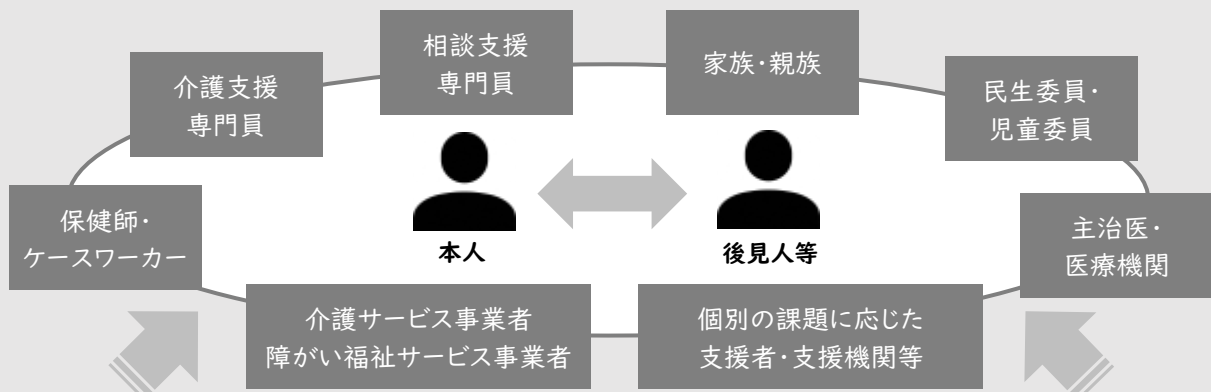 相談支援
専門員
家族・親族
介護支援
専門員
民生委員・
児童委員
保健師・
ケースワーカー
本人
後見人等
主治医・
医療機関
介護サービス事業者
障がい福祉サービス事業者
個別の課題に応じた
支援者・支援機関等